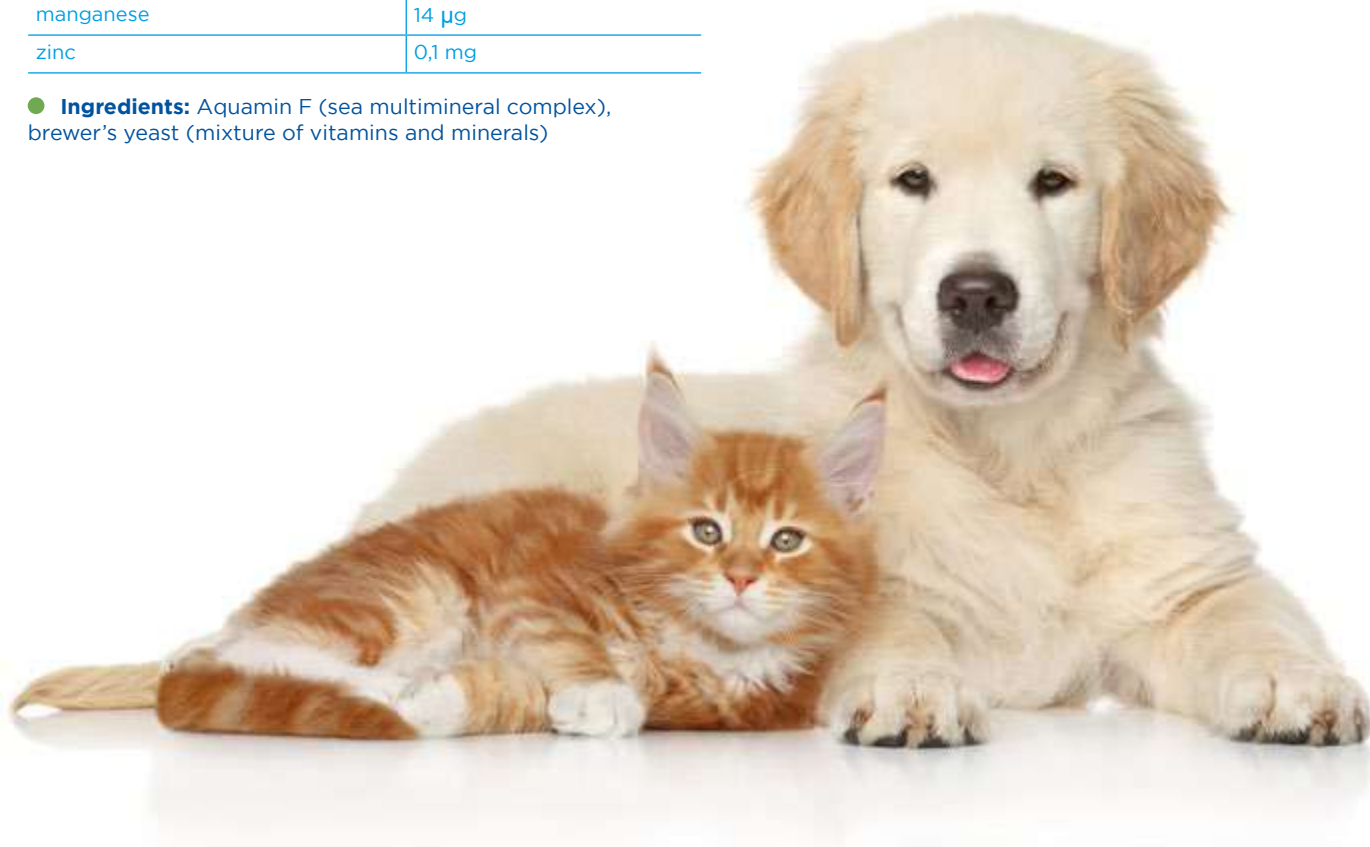 manganese 14 µg
zinc 0,1 mg
● Ingredients: Aquamin F (sea multimineral complex),
brewer's yeast (mixture of vitamins and minerals)